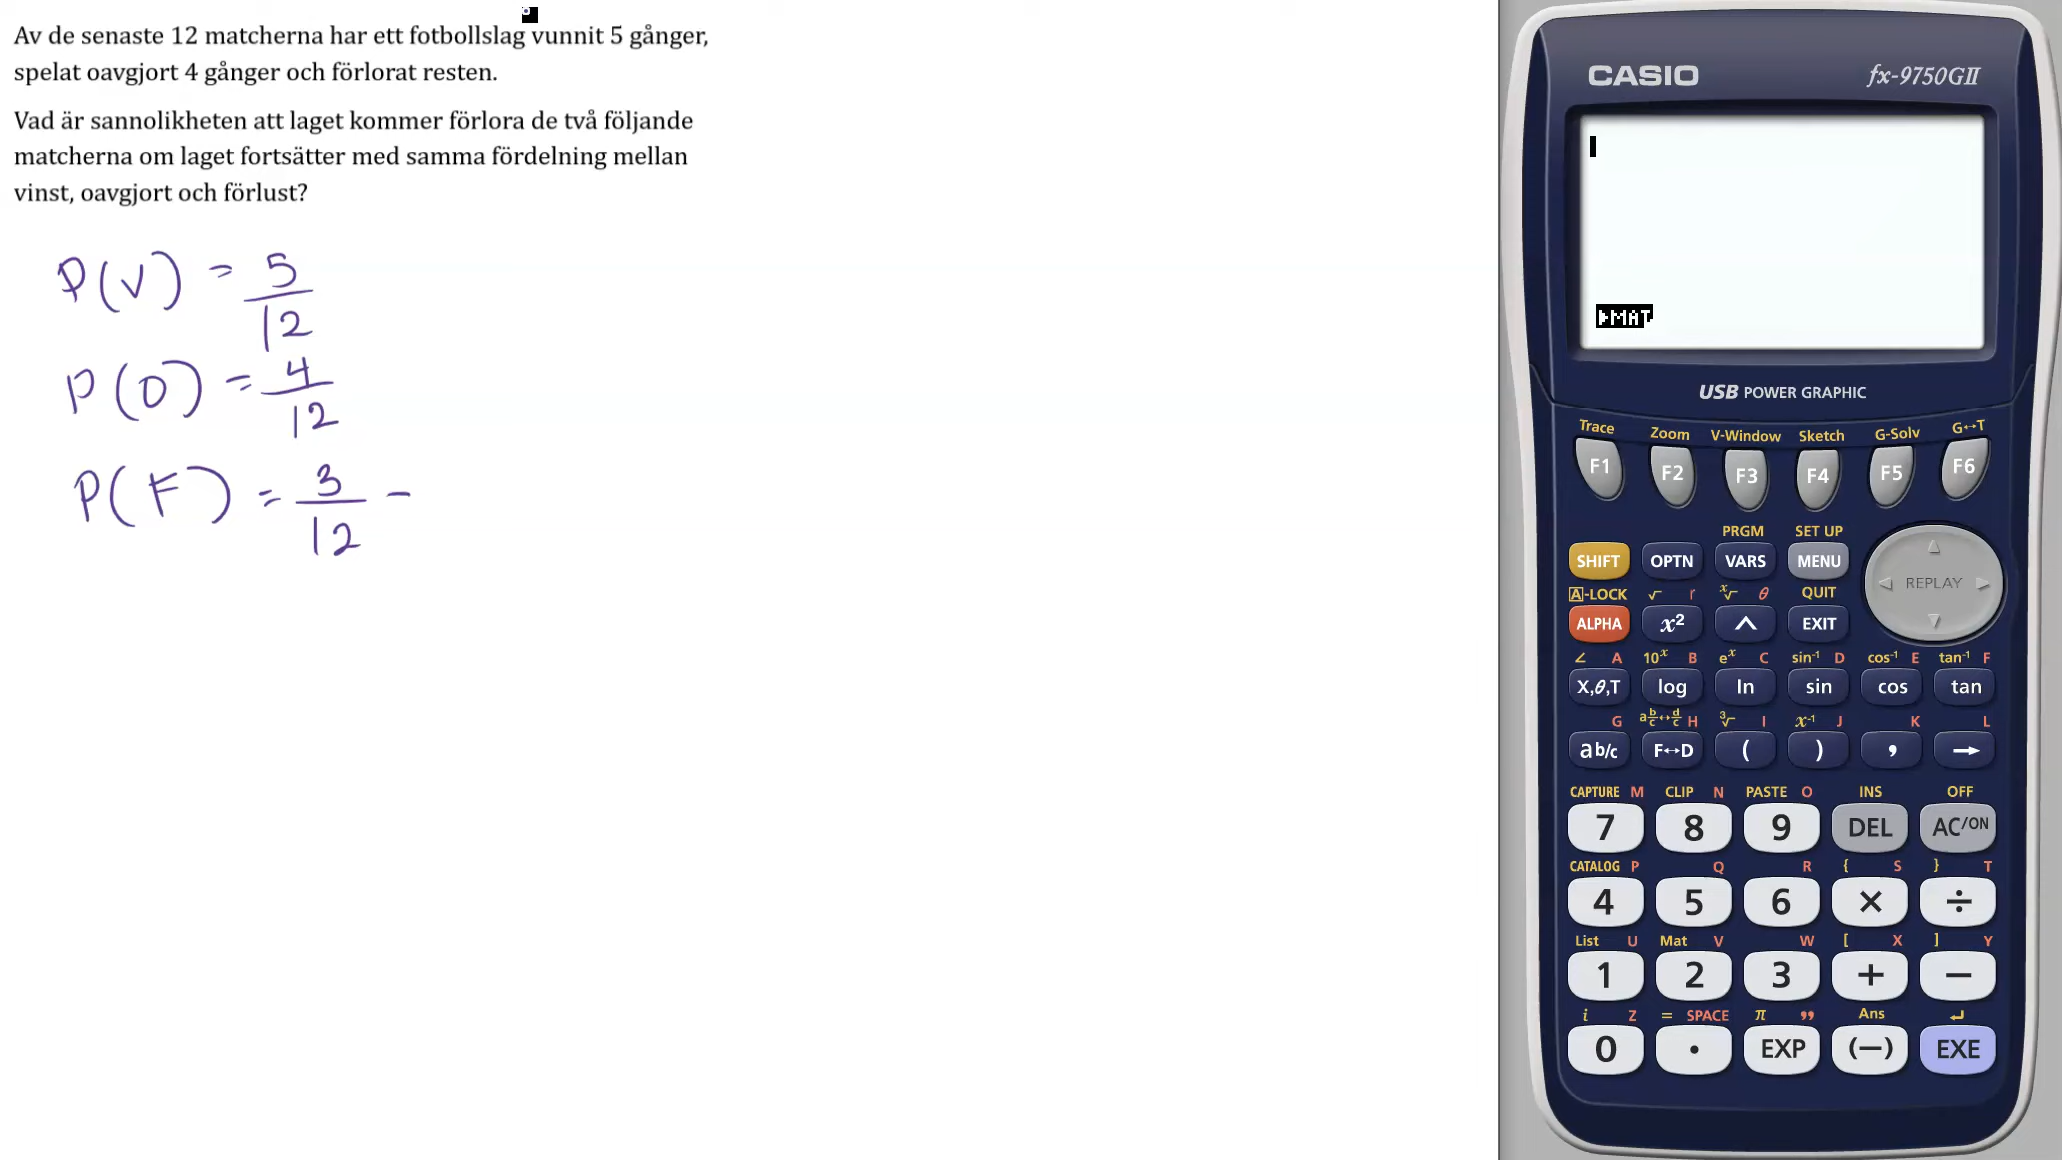 Av de senaste 12 matcherna har ett fotbollslag vunnit 5 gånger,
spelat oavgjort 4 gånger och förlorat resten.
Vad är sannolikheten att laget kommer förlora de två följande
matcherna om laget fortsätter med samma fördelning mellan
vinst, oavgjort och förlust?
P(V) = 5/12
P(O) = 4/12
P(F) = 3/12 –
CASIO fx-9750GII
▶MAT
USB POWER GRAPHIC
Trace Zoom V-Window Sketch G-Solv G↔T
F1 F2 F3 F4 F5 F6
PRGM SET UP
SHIFT OPTN VARS MENU REPLAY
A-LOCK √ r ˣ√ θ QUIT
ALPHA x² ^ EXIT
∠ A 10ˣ B eˣ C sin⁻¹ D cos⁻¹ E tan⁻¹ F
X,θ,T log ln sin cos tan
G a b/c↔d/c H ³√ I x⁻¹ J K L
a b/c F↔D ( ) , →
CAPTURE M CLIP N PASTE O INS OFF
7 8 9 DEL AC/ON
CATALOG P Q R { S } T
4 5 6 × ÷
List U Mat V W [ X ] Y
1 2 3 + −
i Z = SPACE π ” Ans ↵
0 . EXP (−) EXE